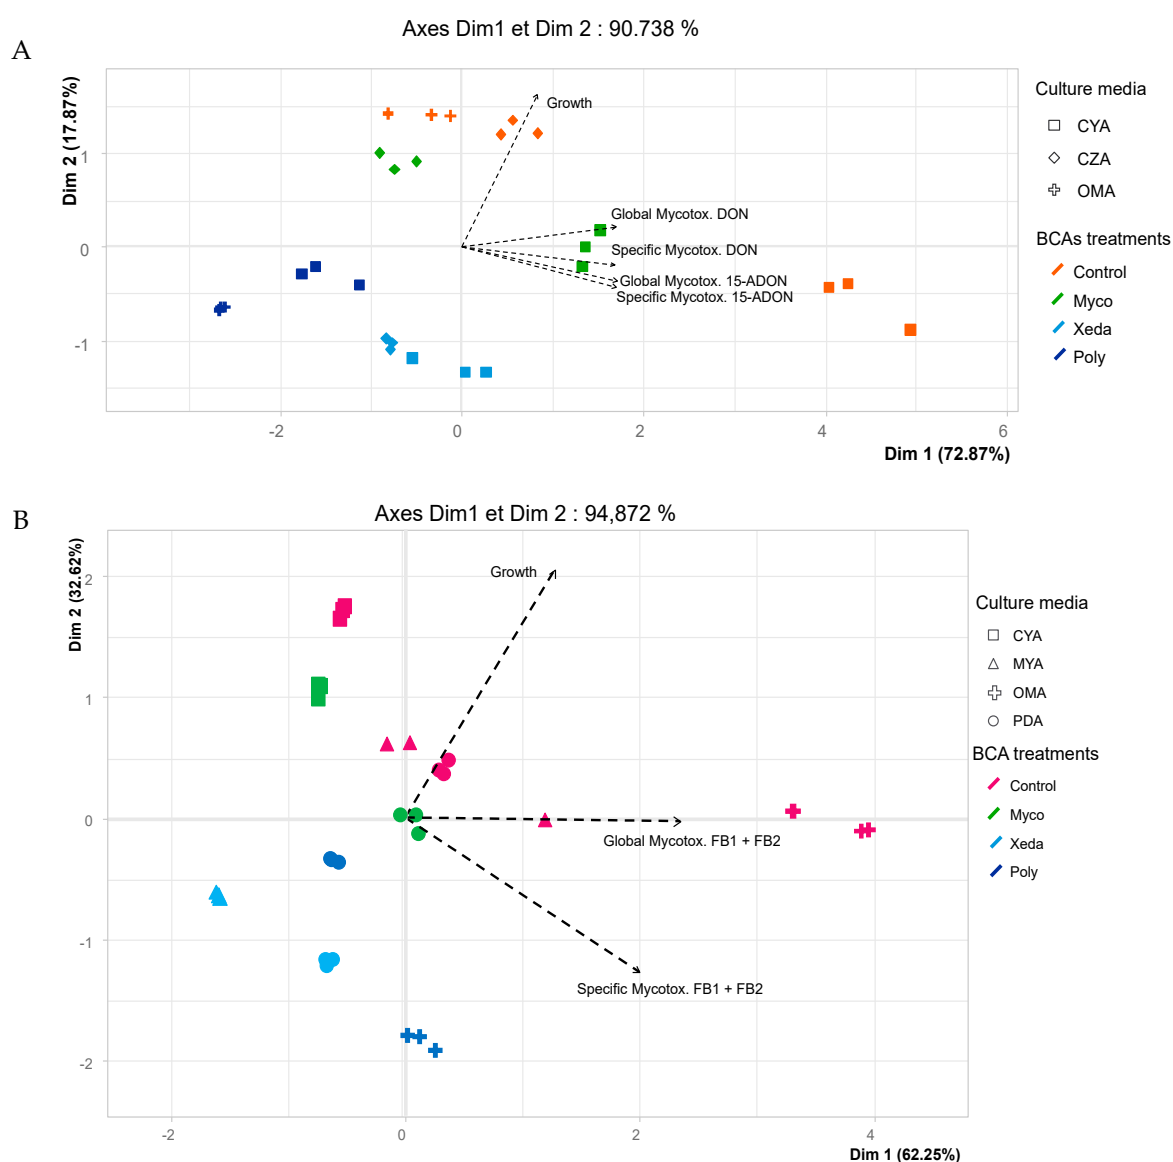 A
Axes Dim1 et Dim 2 : 90.738 %
Dim 2 (17.87%)
1
0
-1
Growth
Global Mycotox. DON
Specific Mycotox. DON
Global Mycotox. 15-ADON
Specific Mycotox. 15-ADON
-2
0
2
4
6
Dim 1 (72.87%)
Culture media
CYA
CZA
OMA
BCAs treatments
Control
Myco
Xeda
Poly
B
Axes Dim1 et Dim 2 : 94,872 %
Dim 2 (32.62%)
2
1
0
-1
-2
Growth
Global Mycotox. FB1 + FB2
Specific Mycotox. FB1 + FB2
-2
0
2
4
Dim 1 (62.25%)
Culture media
CYA
MYA
OMA
PDA
BCA treatments
Control
Myco
Xeda
Poly